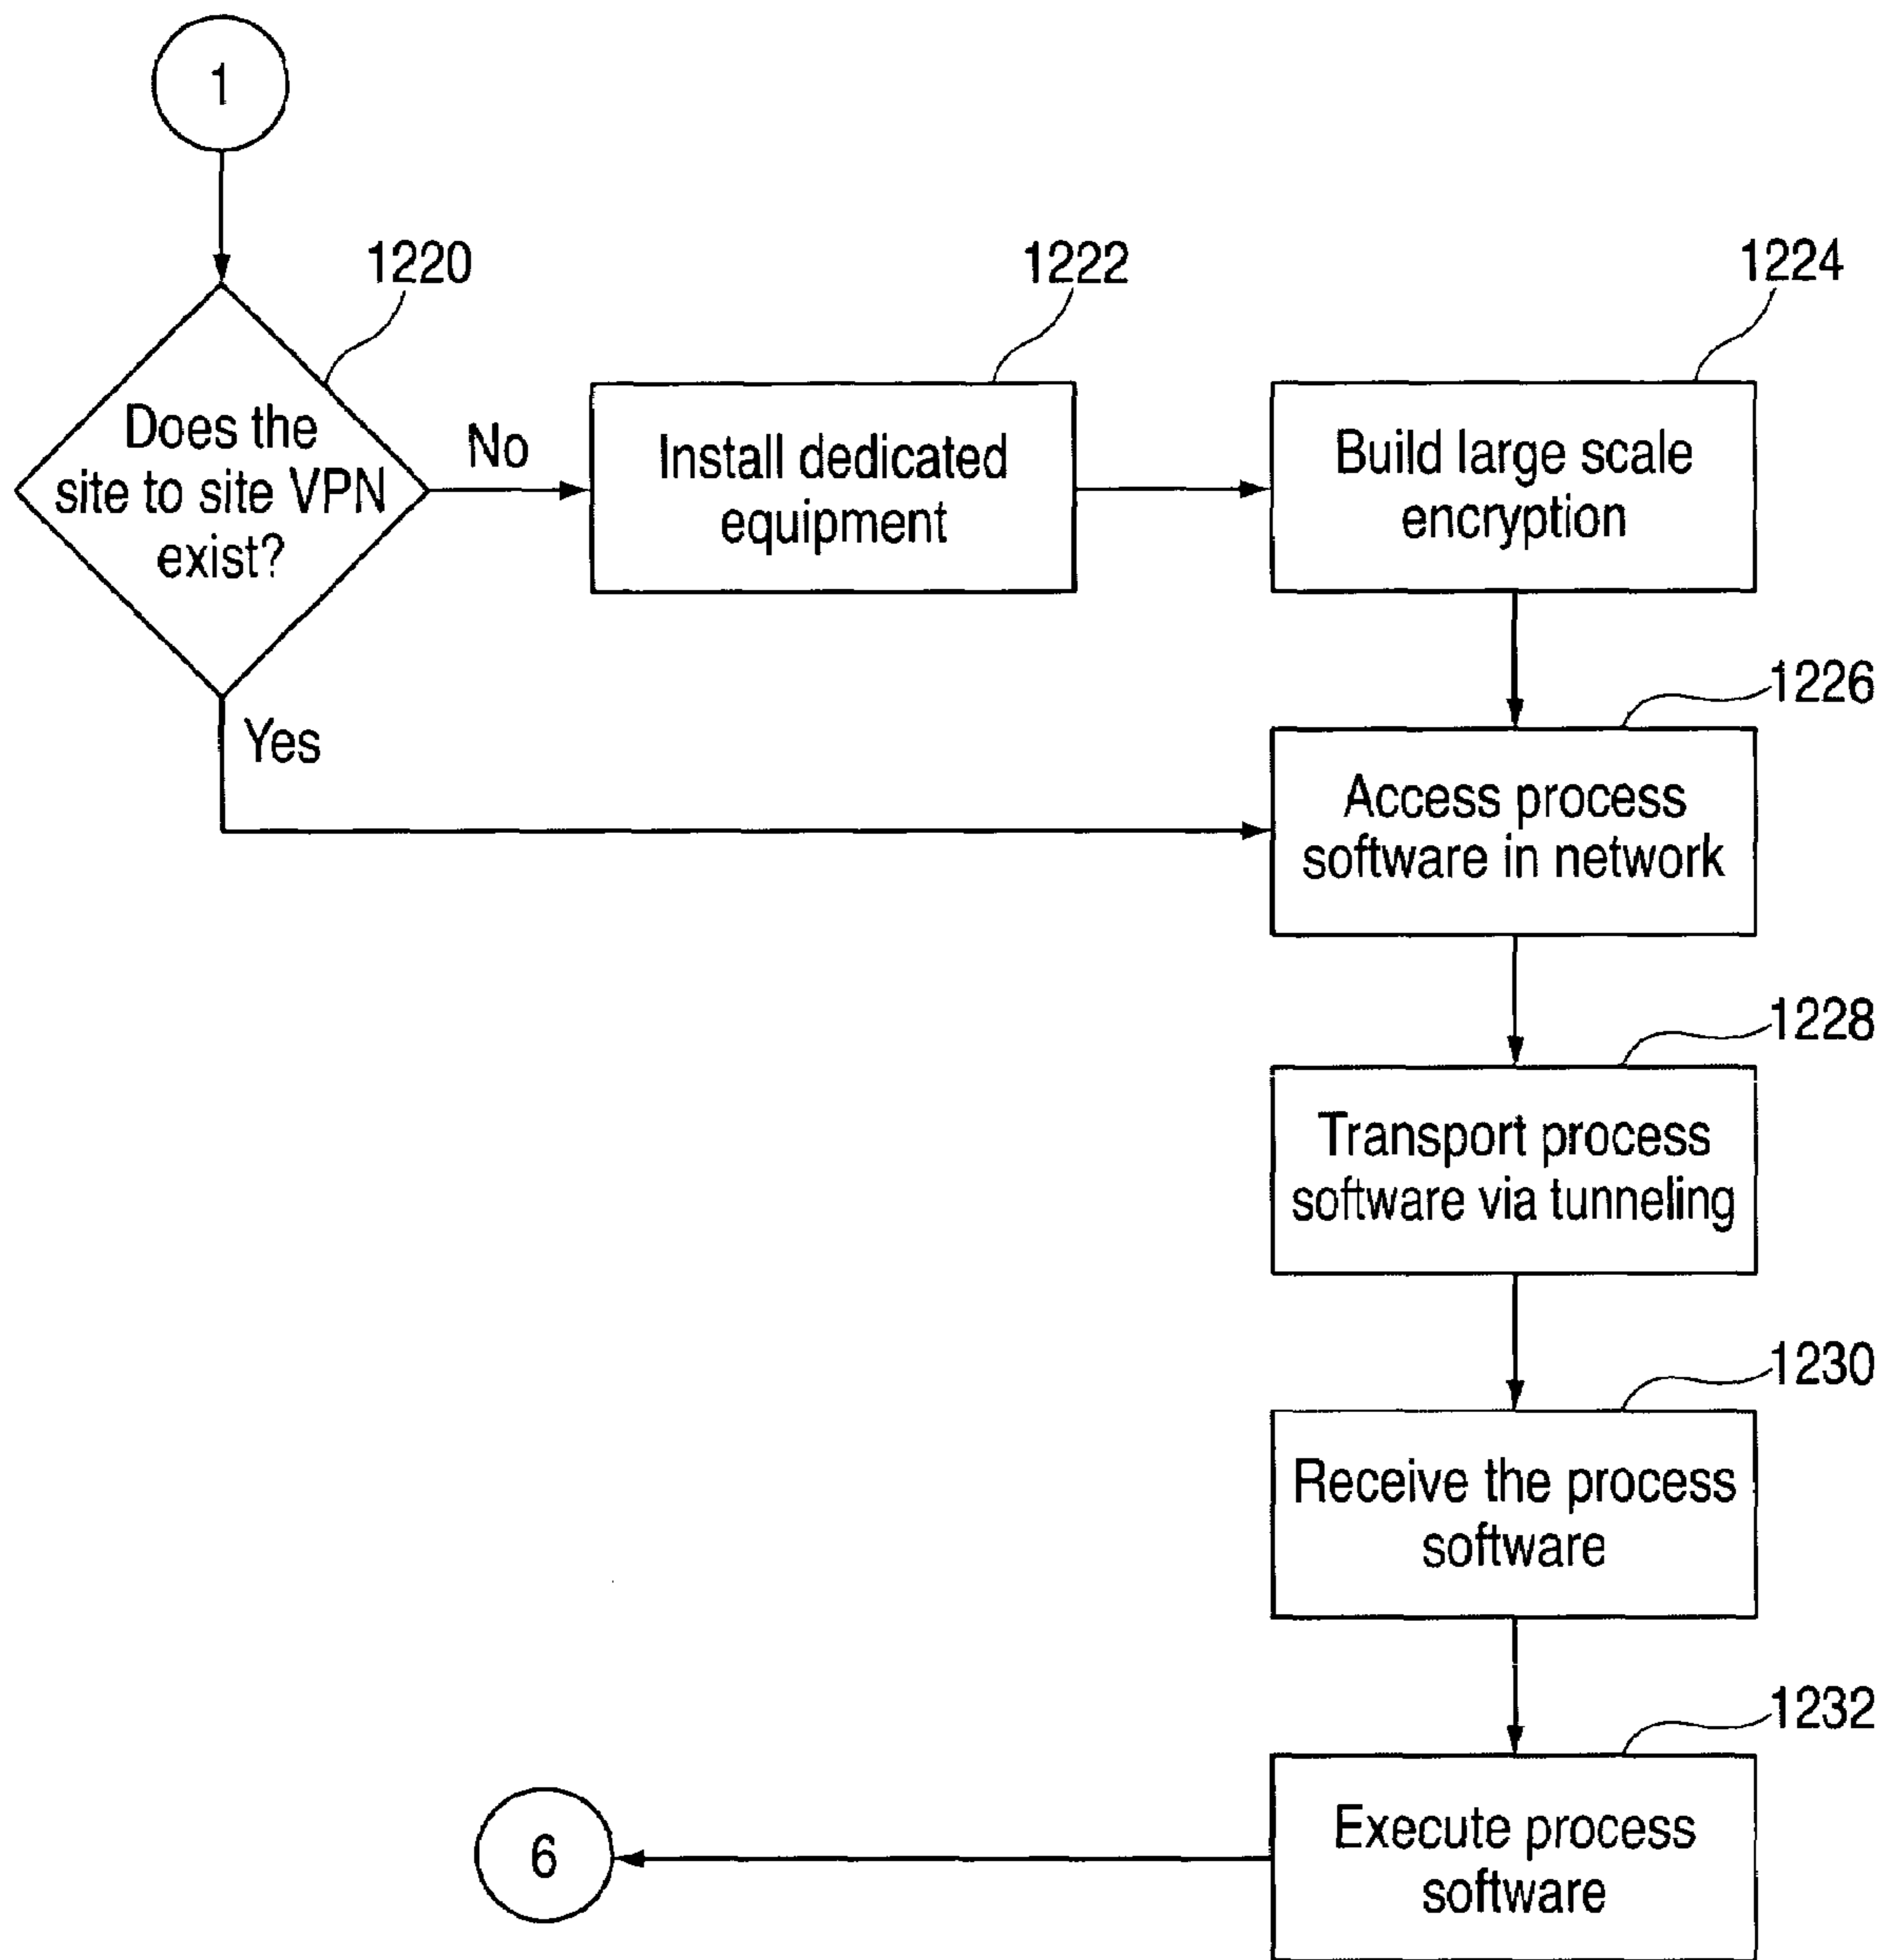 1
1220
1222
1224
Does the
site to site VPN
exist?
No
Install dedicated
equipment
Build large scale
encryption
Yes
1226
Access process
software in network
1228
Transport process
software via tunneling
1230
Receive the process
software
1232
Execute process
software
6